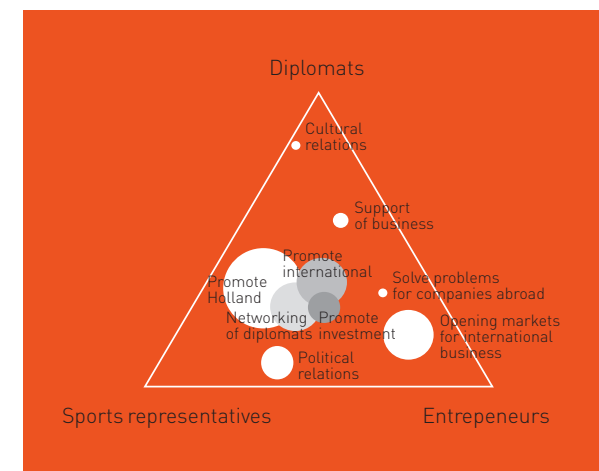 Diplomats
Cultural
relations
Support
of business
Promote
international
Promote
Holland
Solve problems
for companies abroad
Networking
of diplomats
Promote
investment
Opening markets
for international
business
Political
relations
Sports representatives
Entrepeneurs